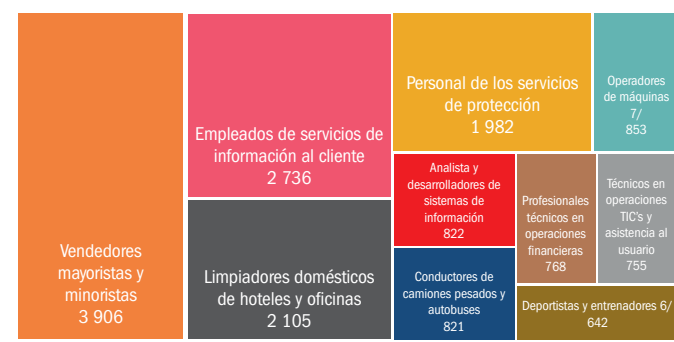 Vendedores
mayoristas y
minoristas
3 906
Empleados de servicios de
información al cliente
2 736
Limpiadores domésticos
de hoteles y oficinas
2 105
Personal de los servicios
de protección
1 982
Operadores
de máquinas
7/
853
Analista y
desarrolladores de
sistemas de
información
822
Conductores de
camiones pesados y
autobuses
821
Profesionales
técnicos en
operaciones
financieras
768
Técnicos en
operaciones
TIC's y
asistencia al
usuario
755
Deportistas y entrenadores 6/
642